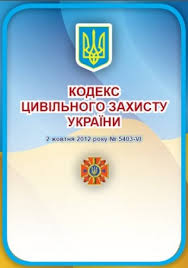 КОДЕКС
ЦИВІЛЬНОГО ЗАХИСТУ
УКРАЇНИ
2 жовтня 2012 року № 5403-VI